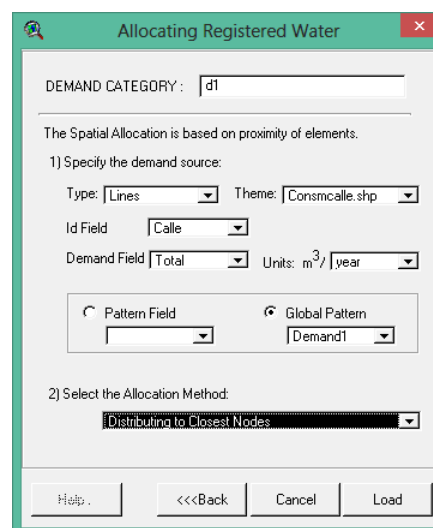 Allocating Registered Water
DEMAND CATEGORY : d1
The Spatial Allocation is based on proximity of elements.
1) Specify the demand source:
Type: Lines Theme: Consmcalle.shp
Id Field Calle
Demand Field Total Units: m³/ year
Pattern Field Global Pattern
Demand1
2) Select the Allocation Method:
Distributing to Closest Nodes
Help . <<<Back Cancel Load